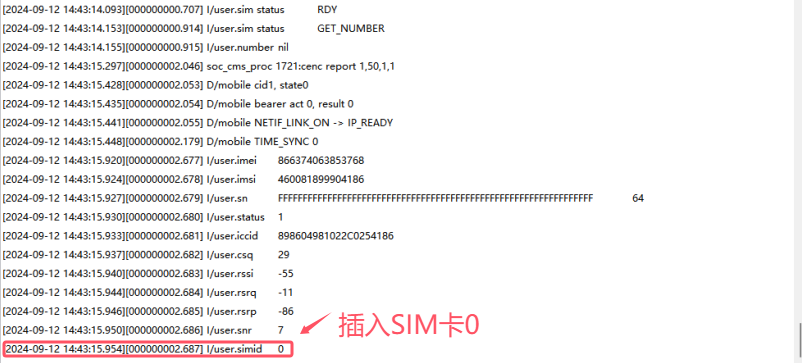 [2024-09-12 14:43:14.093][000000000.707] I/user.sim status RDY
[2024-09-12 14:43:14.153][000000000.914] I/user.sim status GET_NUMBER
[2024-09-12 14:43:14.155][000000000.915] I/user.number nil
[2024-09-12 14:43:15.297][000000002.046] soc_cms_proc 1721:cenc report 1,50,1,1
[2024-09-12 14:43:15.428][000000002.053] D/mobile cid1, state0
[2024-09-12 14:43:15.435][000000002.054] D/mobile bearer act 0, result 0
[2024-09-12 14:43:15.441][000000002.055] D/mobile NETIF_LINK_ON -> IP_READY
[2024-09-12 14:43:15.448][000000002.179] D/mobile TIME_SYNC 0
[2024-09-12 14:43:15.920][000000002.677] I/user.imei 866374063853768
[2024-09-12 14:43:15.924][000000002.678] I/user.imsi 460081899904186
[2024-09-12 14:43:15.927][000000002.679] I/user.sn FFFFFFFFFFFFFFFFFFFFFFFFFFFFFFFFFFFFFFFFFFFFFFFFFFFFFFFFFFFFFFFF 64
[2024-09-12 14:43:15.930][000000002.680] I/user.status 1
[2024-09-12 14:43:15.933][000000002.681] I/user.iccid 898604981022C0254186
[2024-09-12 14:43:15.937][000000002.682] I/user.csq 29
[2024-09-12 14:43:15.940][000000002.683] I/user.rssi -55
[2024-09-12 14:43:15.944][000000002.684] I/user.rsrq -11
[2024-09-12 14:43:15.946][000000002.685] I/user.rsrp -86
[2024-09-12 14:43:15.950][000000002.686] I/user.snr 7
插入SIM卡0
[2024-09-12 14:43:15.954][000000002.687] I/user.simid 0